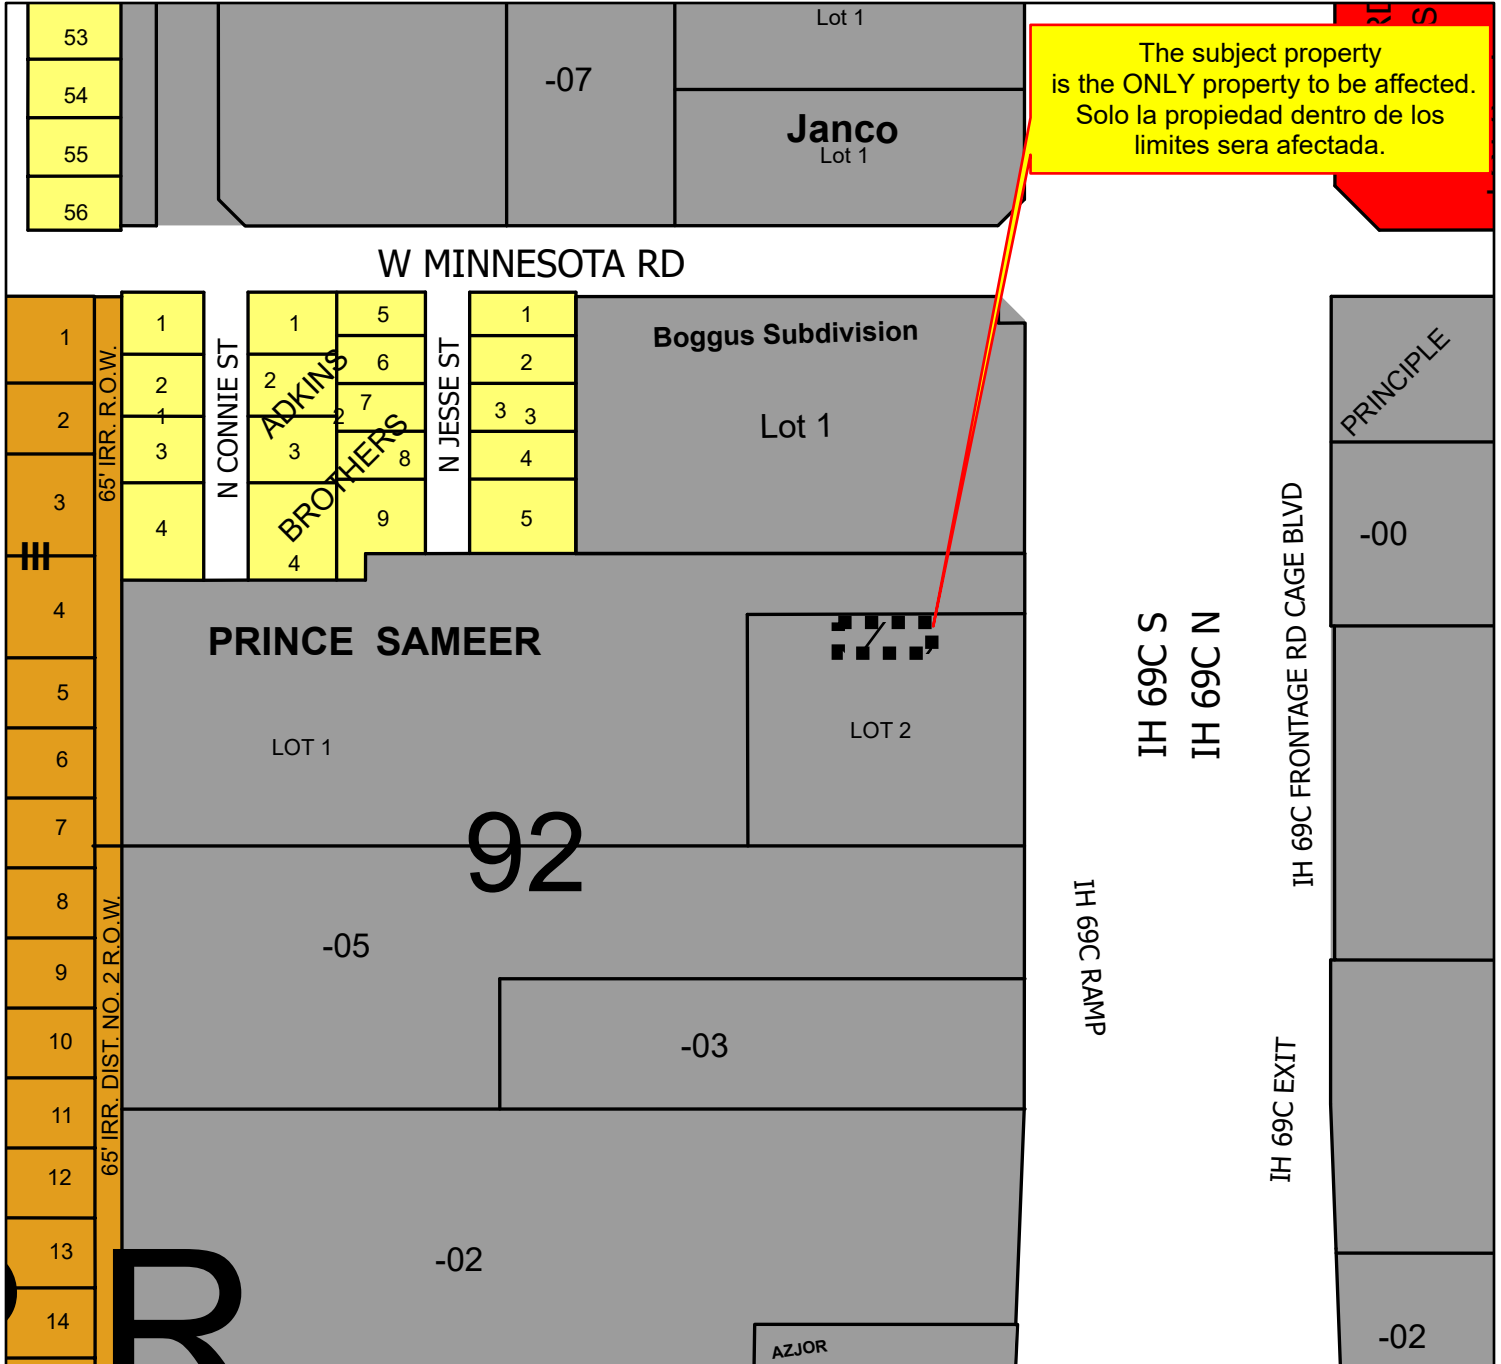 53
54
55
56
-07
Lot 1
Janco
Lot 1
RD
S
The subject property
is the ONLY property to be affected.
Solo la propiedad dentro de los
limites sera afectada.
W MINNESOTA RD
1
2
3
III
4
5
6
7
8
9
10
11
12
13
14
65' IRR. R.O.W.
65' IRR. DIST. NO. 2 R.O.W.
1
2
1
3
4
N CONNIE ST
1
2
3
4
ADKINS
BROTHERS
5
6
7
2
8
9
N JESSE ST
1
2
3 3
4
5
Boggus Subdivision
Lot 1
PRINCIPLE
-00
PRINCE SAMEER
LOT 1
LOT 2
92
IH 69C S
IH 69C N
IH 69C FRONTAGE RD CAGE BLVD
IH 69C RAMP
IH 69C EXIT
-05
-03
-02
R
AZJOR
-02